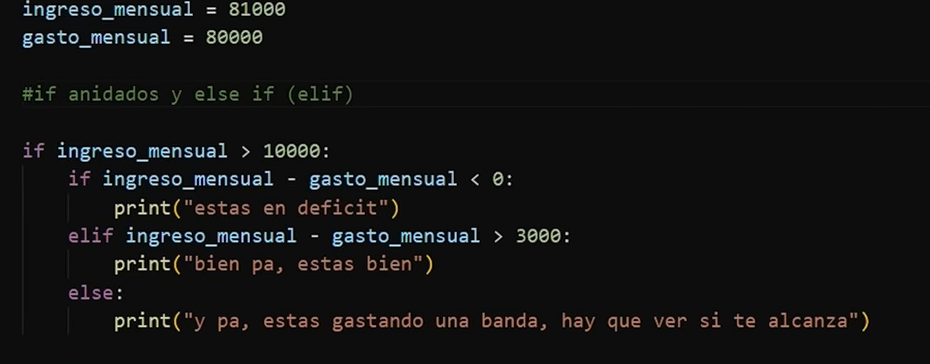 ingreso_mensual = 81000
gasto_mensual = 80000
#if anidados y else if (elif)
if ingreso_mensual > 10000:
if ingreso_mensual - gasto_mensual < 0:
print("estas en deficit")
elif ingreso_mensual - gasto_mensual > 3000:
print("bien pa, estas bien")
else:
print("y pa, estas gastando una banda, hay que ver si te alcanza")